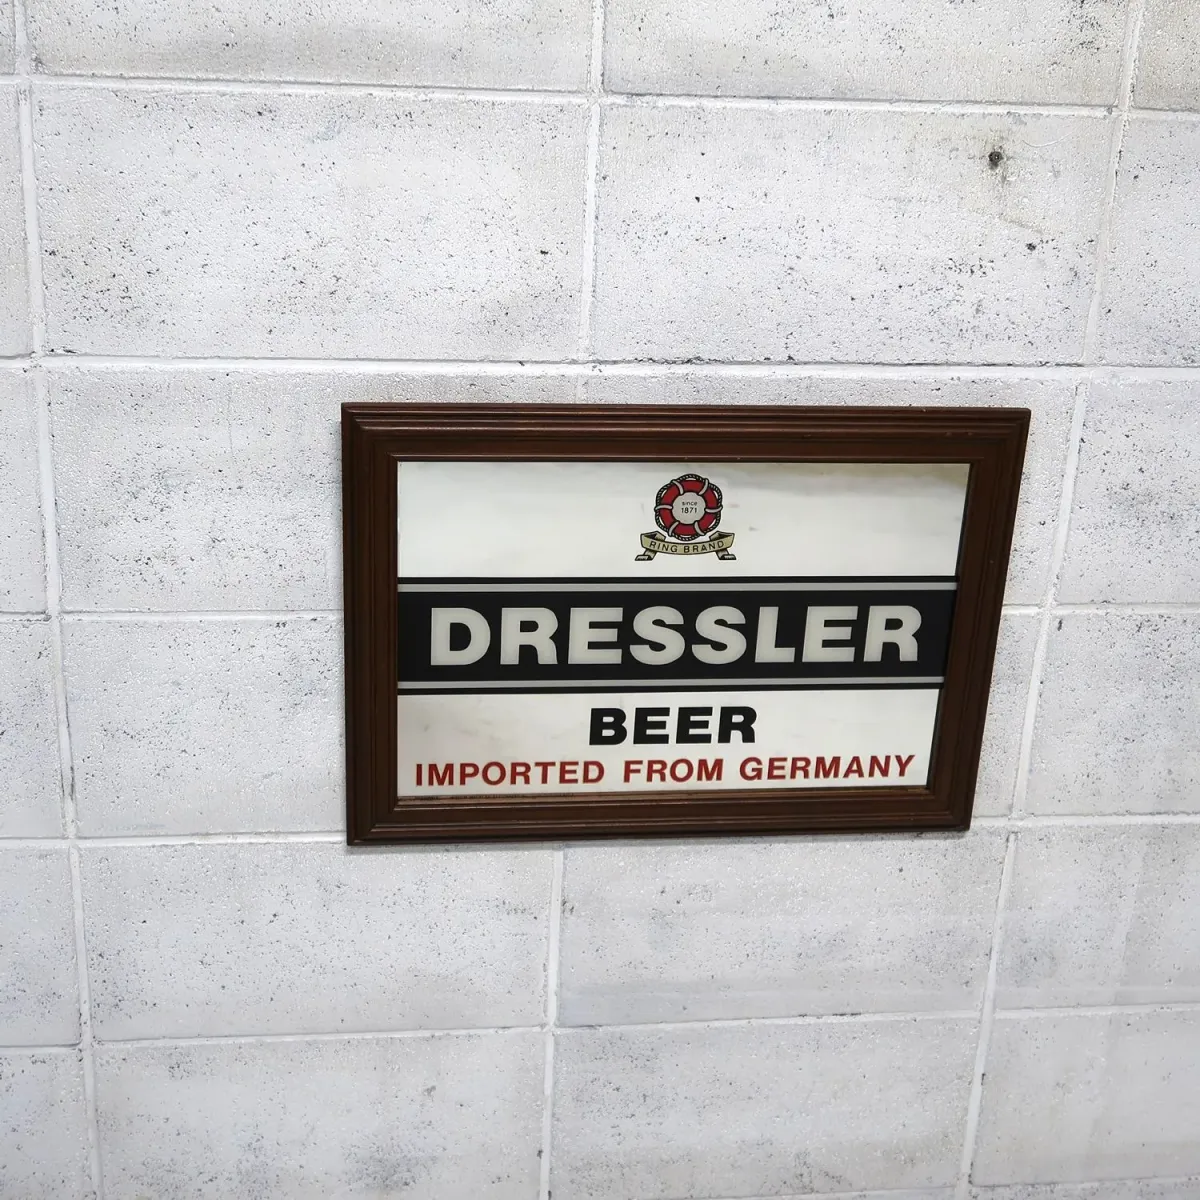 since
1871
RING BRAND
DRESSLER
BEER
IMPORTED FROM GERMANY